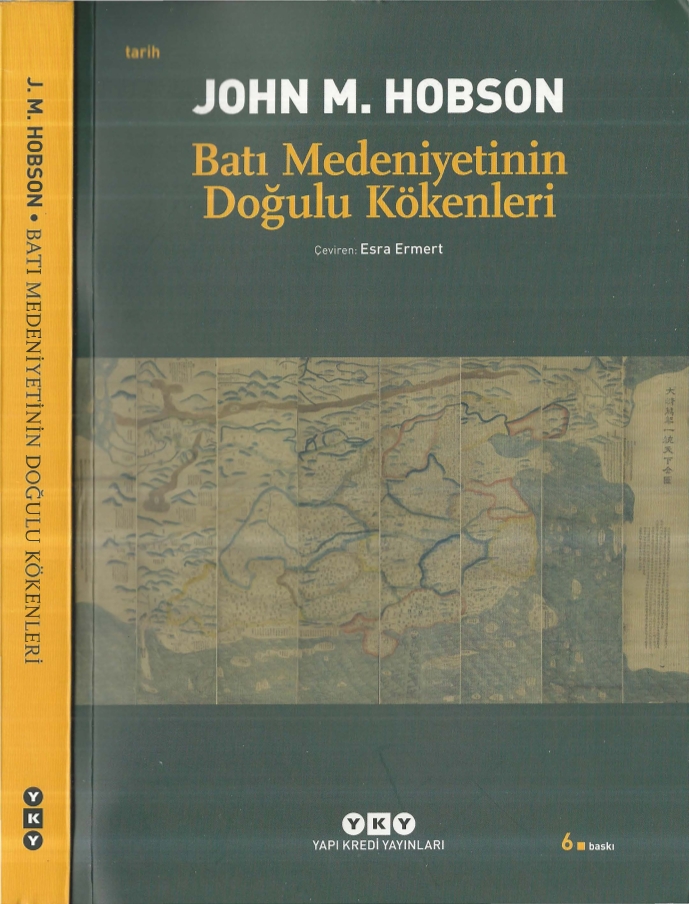 J. M. HOBSON • BATI MEDENİYETİNİN DOĞULU KÖKENLERİ
YKY
tarih
JOHN M. HOBSON
Batı Medeniyetinin
Doğulu Kökenleri
Çeviren: Esra Ermert
YKY
YAPI KREDİ YAYINLARI
6 baskı